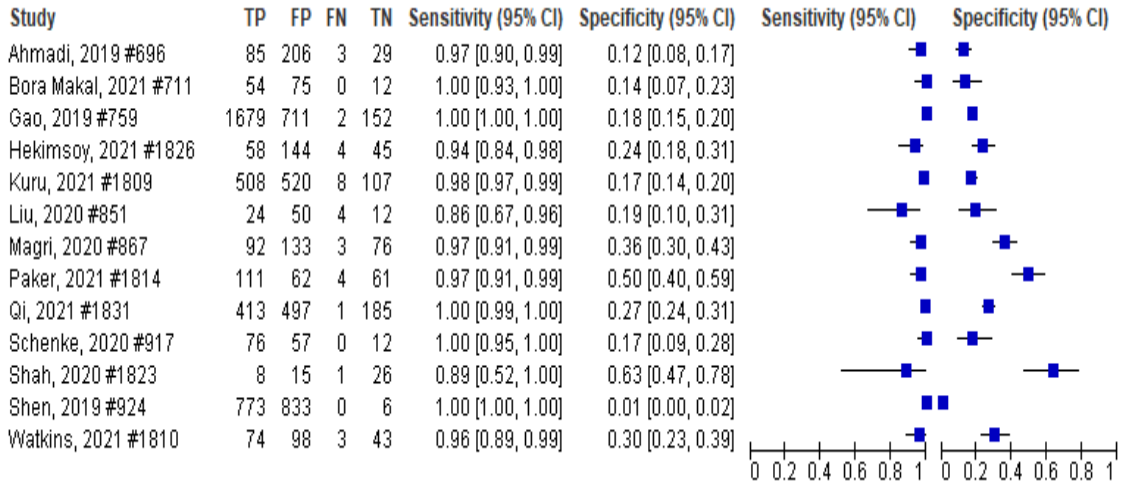 Study TP FP FN TN Sensitivity (95% CI) Specificity (95% CI) Sensitivity (95% CI) Specificity (95% CI)
Ahmadi, 2019 #696 85 206 3 29 0.97 [0.90, 0.99] 0.12 [0.08, 0.17]
Bora Makal, 2021 #711 54 75 0 12 1.00 [0.93, 1.00] 0.14 [0.07, 0.23]
Gao, 2019 #759 1679 711 2 152 1.00 [1.00, 1.00] 0.18 [0.15, 0.20]
Hekimsoy, 2021 #1826 58 144 4 45 0.94 [0.84, 0.98] 0.24 [0.18, 0.31]
Kuru, 2021 #1809 508 520 8 107 0.98 [0.97, 0.99] 0.17 [0.14, 0.20]
Liu, 2020 #851 24 50 4 12 0.86 [0.67, 0.96] 0.19 [0.10, 0.31]
Magri, 2020 #867 92 133 3 76 0.97 [0.91, 0.99] 0.36 [0.30, 0.43]
Paker, 2021 #1814 111 62 4 61 0.97 [0.91, 0.99] 0.50 [0.40, 0.59]
Qi, 2021 #1831 413 497 1 185 1.00 [0.99, 1.00] 0.27 [0.24, 0.31]
Schenke, 2020 #917 76 57 0 12 1.00 [0.95, 1.00] 0.17 [0.09, 0.28]
Shah, 2020 #1823 8 15 1 26 0.89 [0.52, 1.00] 0.63 [0.47, 0.78]
Shen, 2019 #924 773 833 0 6 1.00 [1.00, 1.00] 0.01 [0.00, 0.02]
Watkins, 2021 #1810 74 98 3 43 0.96 [0.89, 0.99] 0.30 [0.23, 0.39]
0 0.2 0.4 0.6 0.8 1 0 0.2 0.4 0.6 0.8 1